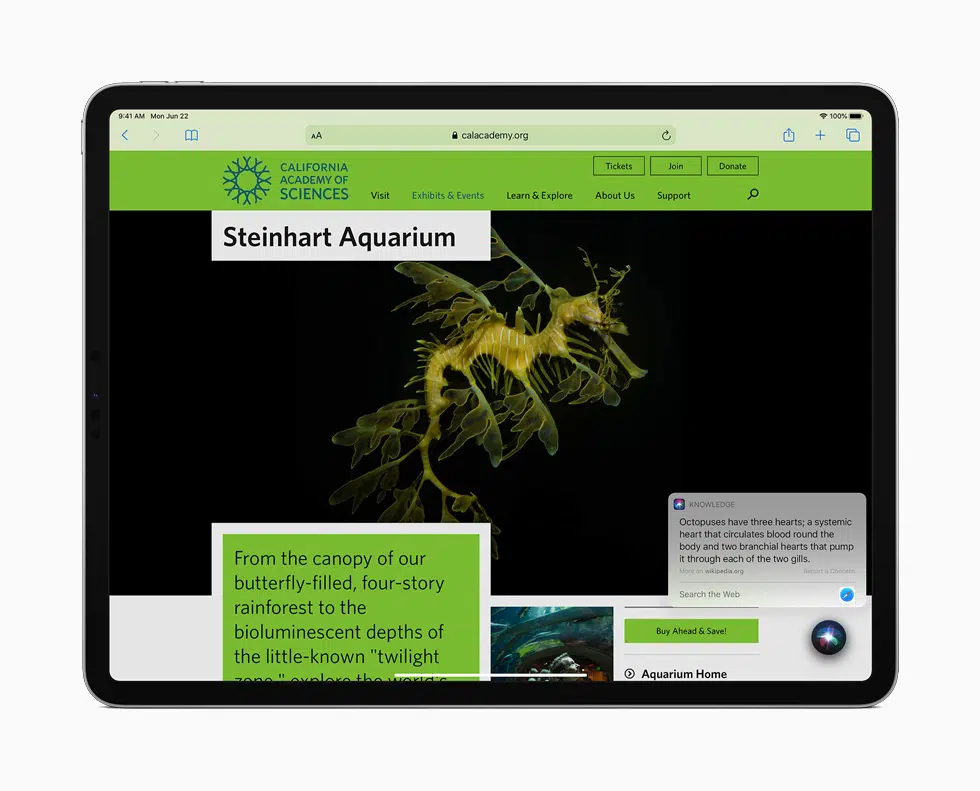 9:41 AM Mon Jun 22
100%
AA
calacademy.org
CALIFORNIA
ACADEMY OF
SCIENCES
Tickets
Join
Donate
Visit
Exhibits & Events
Learn & Explore
About Us
Support
Steinhart Aquarium
KNOWLEDGE
Octopuses have three hearts; a systemic
heart that circulates blood round the
body and two branchial hearts that pump
it through each of the two gills.
More on wikipedia.org
Report a Concern
Search the Web
From the canopy of our
butterfly-filled, four-story
rainforest to the
bioluminescent depths of
the little-known "twilight
zone," explore the world's
Buy Ahead & Save!
Aquarium Home